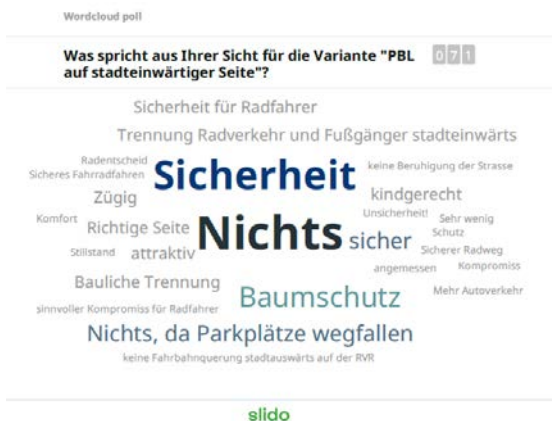 Wordcloud poll
Was spricht aus Ihrer Sicht für die Variante "PBL
auf stadteinwärtiger Seite"?
0 7 1
Sicherheit für Radfahrer
Trennung Radverkehr und Fußgänger stadteinwärts
Radentscheid
Sicheres Fahrradfahren
Sicherheit
keine Beruhigung der Strasse
Zügig
kindgerecht
Komfort
Richtige Seite
Nichts
Unsicherheit!
Sehr wenig
Schutz
sicher
Stillstand
attraktiv
Sicherer Radweg
angemessen
Kompromiss
Bauliche Trennung
Baumschutz
Mehr Autoverkehr
sinnvoller Kompromiss für Radfahrer
Nichts, da Parkplätze wegfallen
keine Fahrbahnquerung stadtauswärts auf der RVR
slido